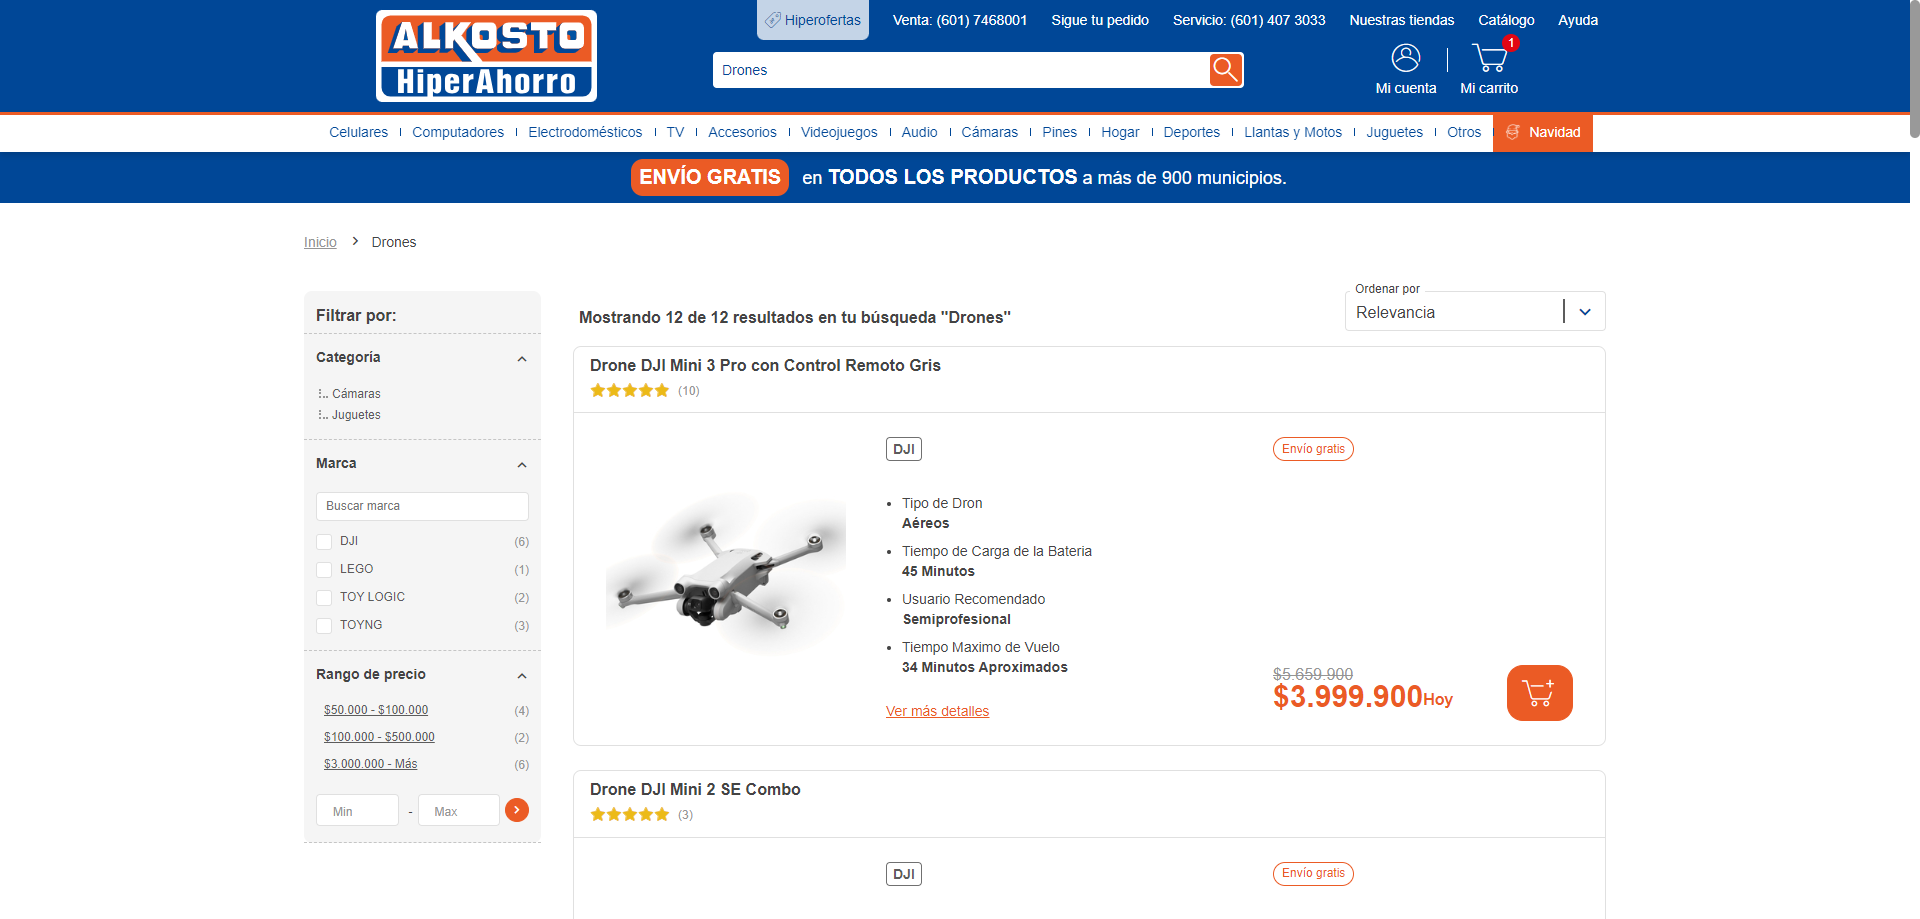 ALKOSTO
HiperAhorro
Hiperofertas
Venta: (601) 7468001
Sigue tu pedido
Servicio: (601) 407 3033
Nuestras tiendas
Catálogo
Ayuda
Drones
1
Mi cuenta
Mi carrito
Celulares
Computadores
Electrodomésticos
TV
Accesorios
Videojuegos
Audio
Cámaras
Pines
Hogar
Deportes
Llantas y Motos
Juguetes
Otros
Navidad
ENVÍO GRATIS en TODOS LOS PRODUCTOS a más de 900 municipios.
Inicio > Drones
Filtrar por:
Categoría
Cámaras
Juguetes
Marca
Buscar marca
DJI (6)
LEGO (1)
TOY LOGIC (2)
TOYNG (3)
Rango de precio
$50.000 - $100.000 (4)
$100.000 - $500.000 (2)
$3.000.000 - Más (6)
Min - Max
Mostrando 12 de 12 resultados en tu búsqueda "Drones"
Ordenar por
Relevancia
Drone DJI Mini 3 Pro con Control Remoto Gris
(10)
DJI
Envío gratis
• Tipo de Dron
Aéreos
• Tiempo de Carga de la Bateria
45 Minutos
• Usuario Recomendado
Semiprofesional
• Tiempo Maximo de Vuelo
34 Minutos Aproximados
Ver más detalles
$5.659.900
$3.999.900 Hoy
Drone DJI Mini 2 SE Combo
(3)
DJI
Envío gratis